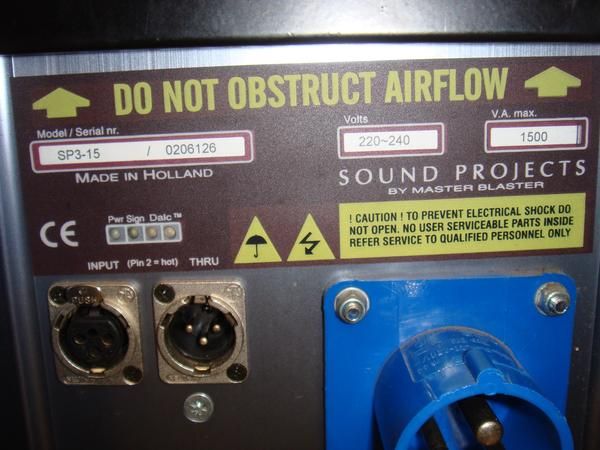 DO NOT OBSTRUCT AIRFLOW
Model / Serial nr.
SP3-15 / 0206126
MADE IN HOLLAND
Volts
220~240
V.A. max.
1500
SOUND PROJECTS
BY MASTER BLASTER
CE
Pwr Sign Dalc™
INPUT (Pin 2 = hot) THRU
! CAUTION ! TO PREVENT ELECTRICAL SHOCK DO
NOT OPEN. NO USER SERVICEABLE PARTS INSIDE
REFER SERVICE TO QUALIFIED PERSONNEL ONLY
PUSH